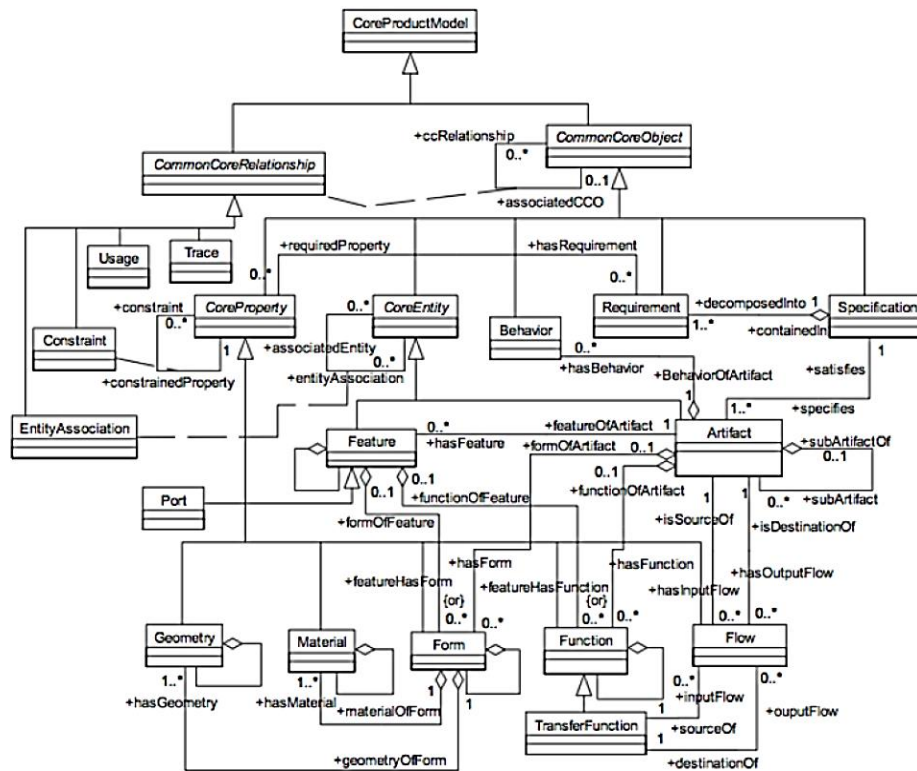 CoreProductModel
+ccRelationship
CommonCoreObject
0..*
CommonCoreRelationship
0..1
+associatedCCO
+requiredProperty
+hasRequirement
Usage
Trace
0..*
0..*
+constraint
CoreProperty
0..*
CoreEntity
Requirement
+decomposedInto
1
Specification
0..*
Behavior
1..*
+containedIn
Constraint
1
+associatedEntity
0..*
0..*
1
+constrainedProperty
+entityAssociation
+hasBehavior
+satisfies
+BehaviorOfArtifact
1
1..*
+specifies
EntityAssociation
0..*
+featureOfArtifact
1
Artifact
Feature
+hasFeature
+formOfArtifact
0..1
+subArtifactOf
0..1
0..1
Port
0..1
0..1
+functionOfFeature
+functionOfArtifact
1
1
0..*
+subArtifact
+formOfFeature
+isSourceOf
+isDestinationOf
+hasForm
+hasFunction
+hasOutputFlow
+featureHasForm
+featureHasFunction
+hasInputFlow
{or}
{or}
0..*
0..*
0..*
0..*
0..*
0..*
Geometry
Material
Form
Function
Flow
1..*
1..*
1
1
0..*
0..*
+hasGeometry
+hasMaterial
+materialOfForm
1
+inputFlow
+ouputFlow
TransferFunction
+sourceOf
1
+geometryOfForm
+destinationOf